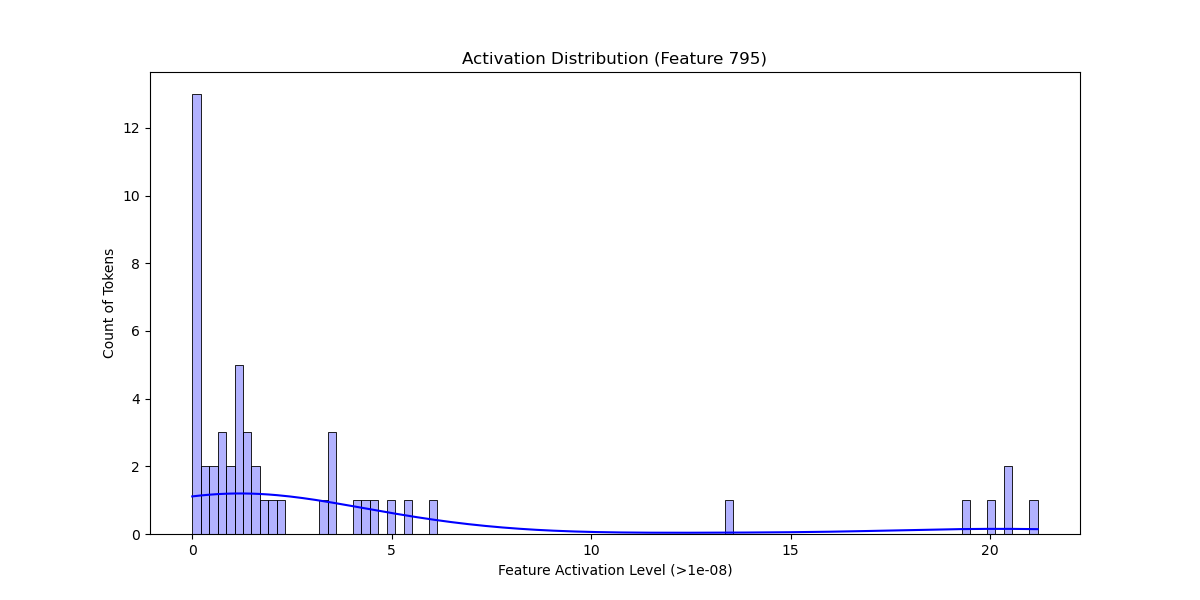 Activation Distribution (Feature 795)
12
10
8
6
4
2
0
Count of Tokens
0 5 10 15 20
Feature Activation Level (>1e-08)